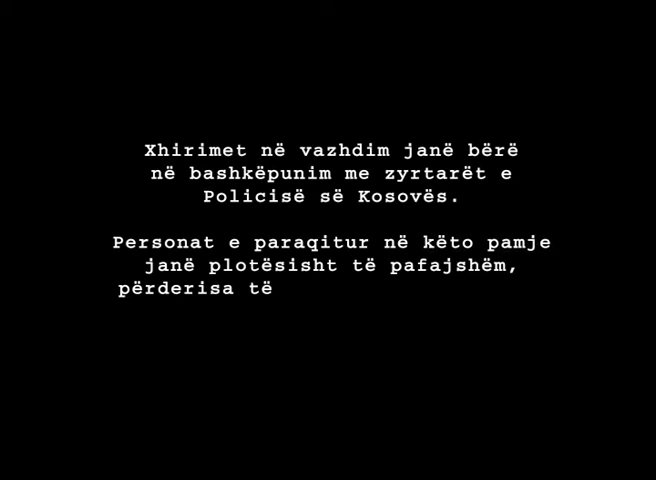 Xhirimet në vazhdim janë bërë
në bashkëpunim me zyrtarët e
Policisë së Kosovës.
Personat e paraqitur në këto pamje
janë plotësisht të pafajshëm,
përderisa të